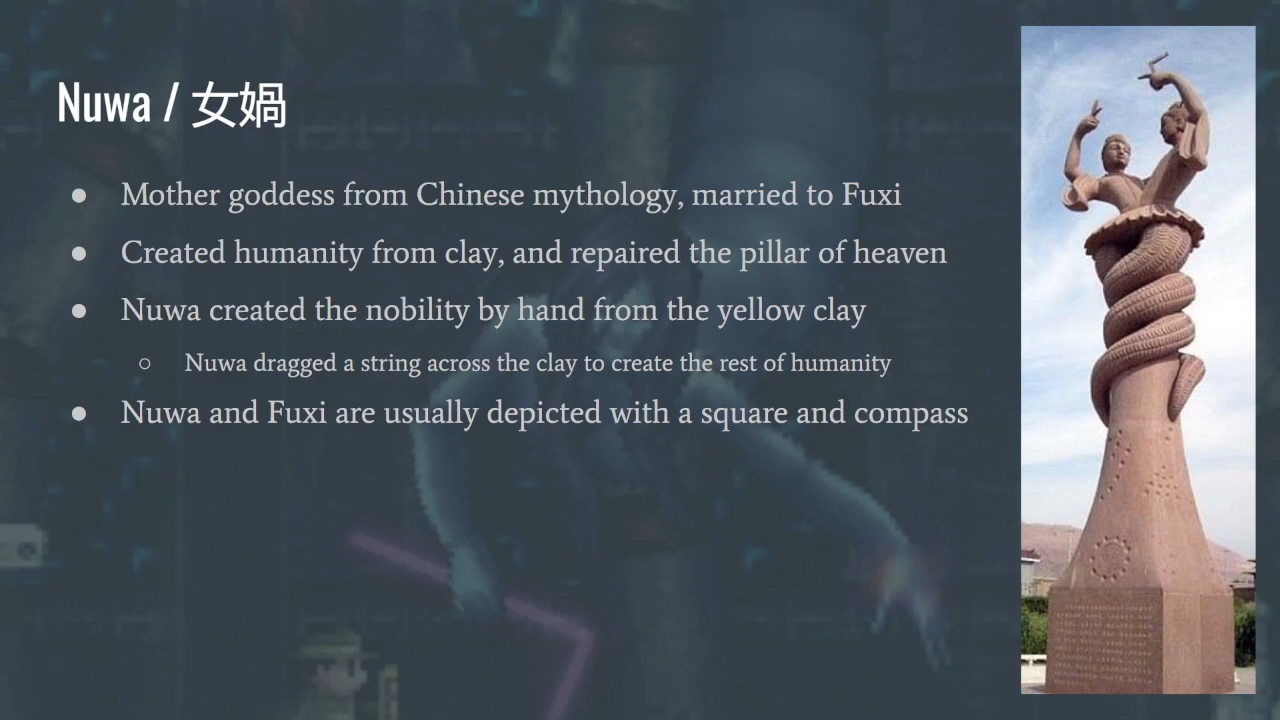 Nuwa / 女媧
● Mother goddess from Chinese mythology, married to Fuxi
● Created humanity from clay, and repaired the pillar of heaven
● Nuwa created the nobility by hand from the yellow clay
○ Nuwa dragged a string across the clay to create the rest of humanity
● Nuwa and Fuxi are usually depicted with a square and compass